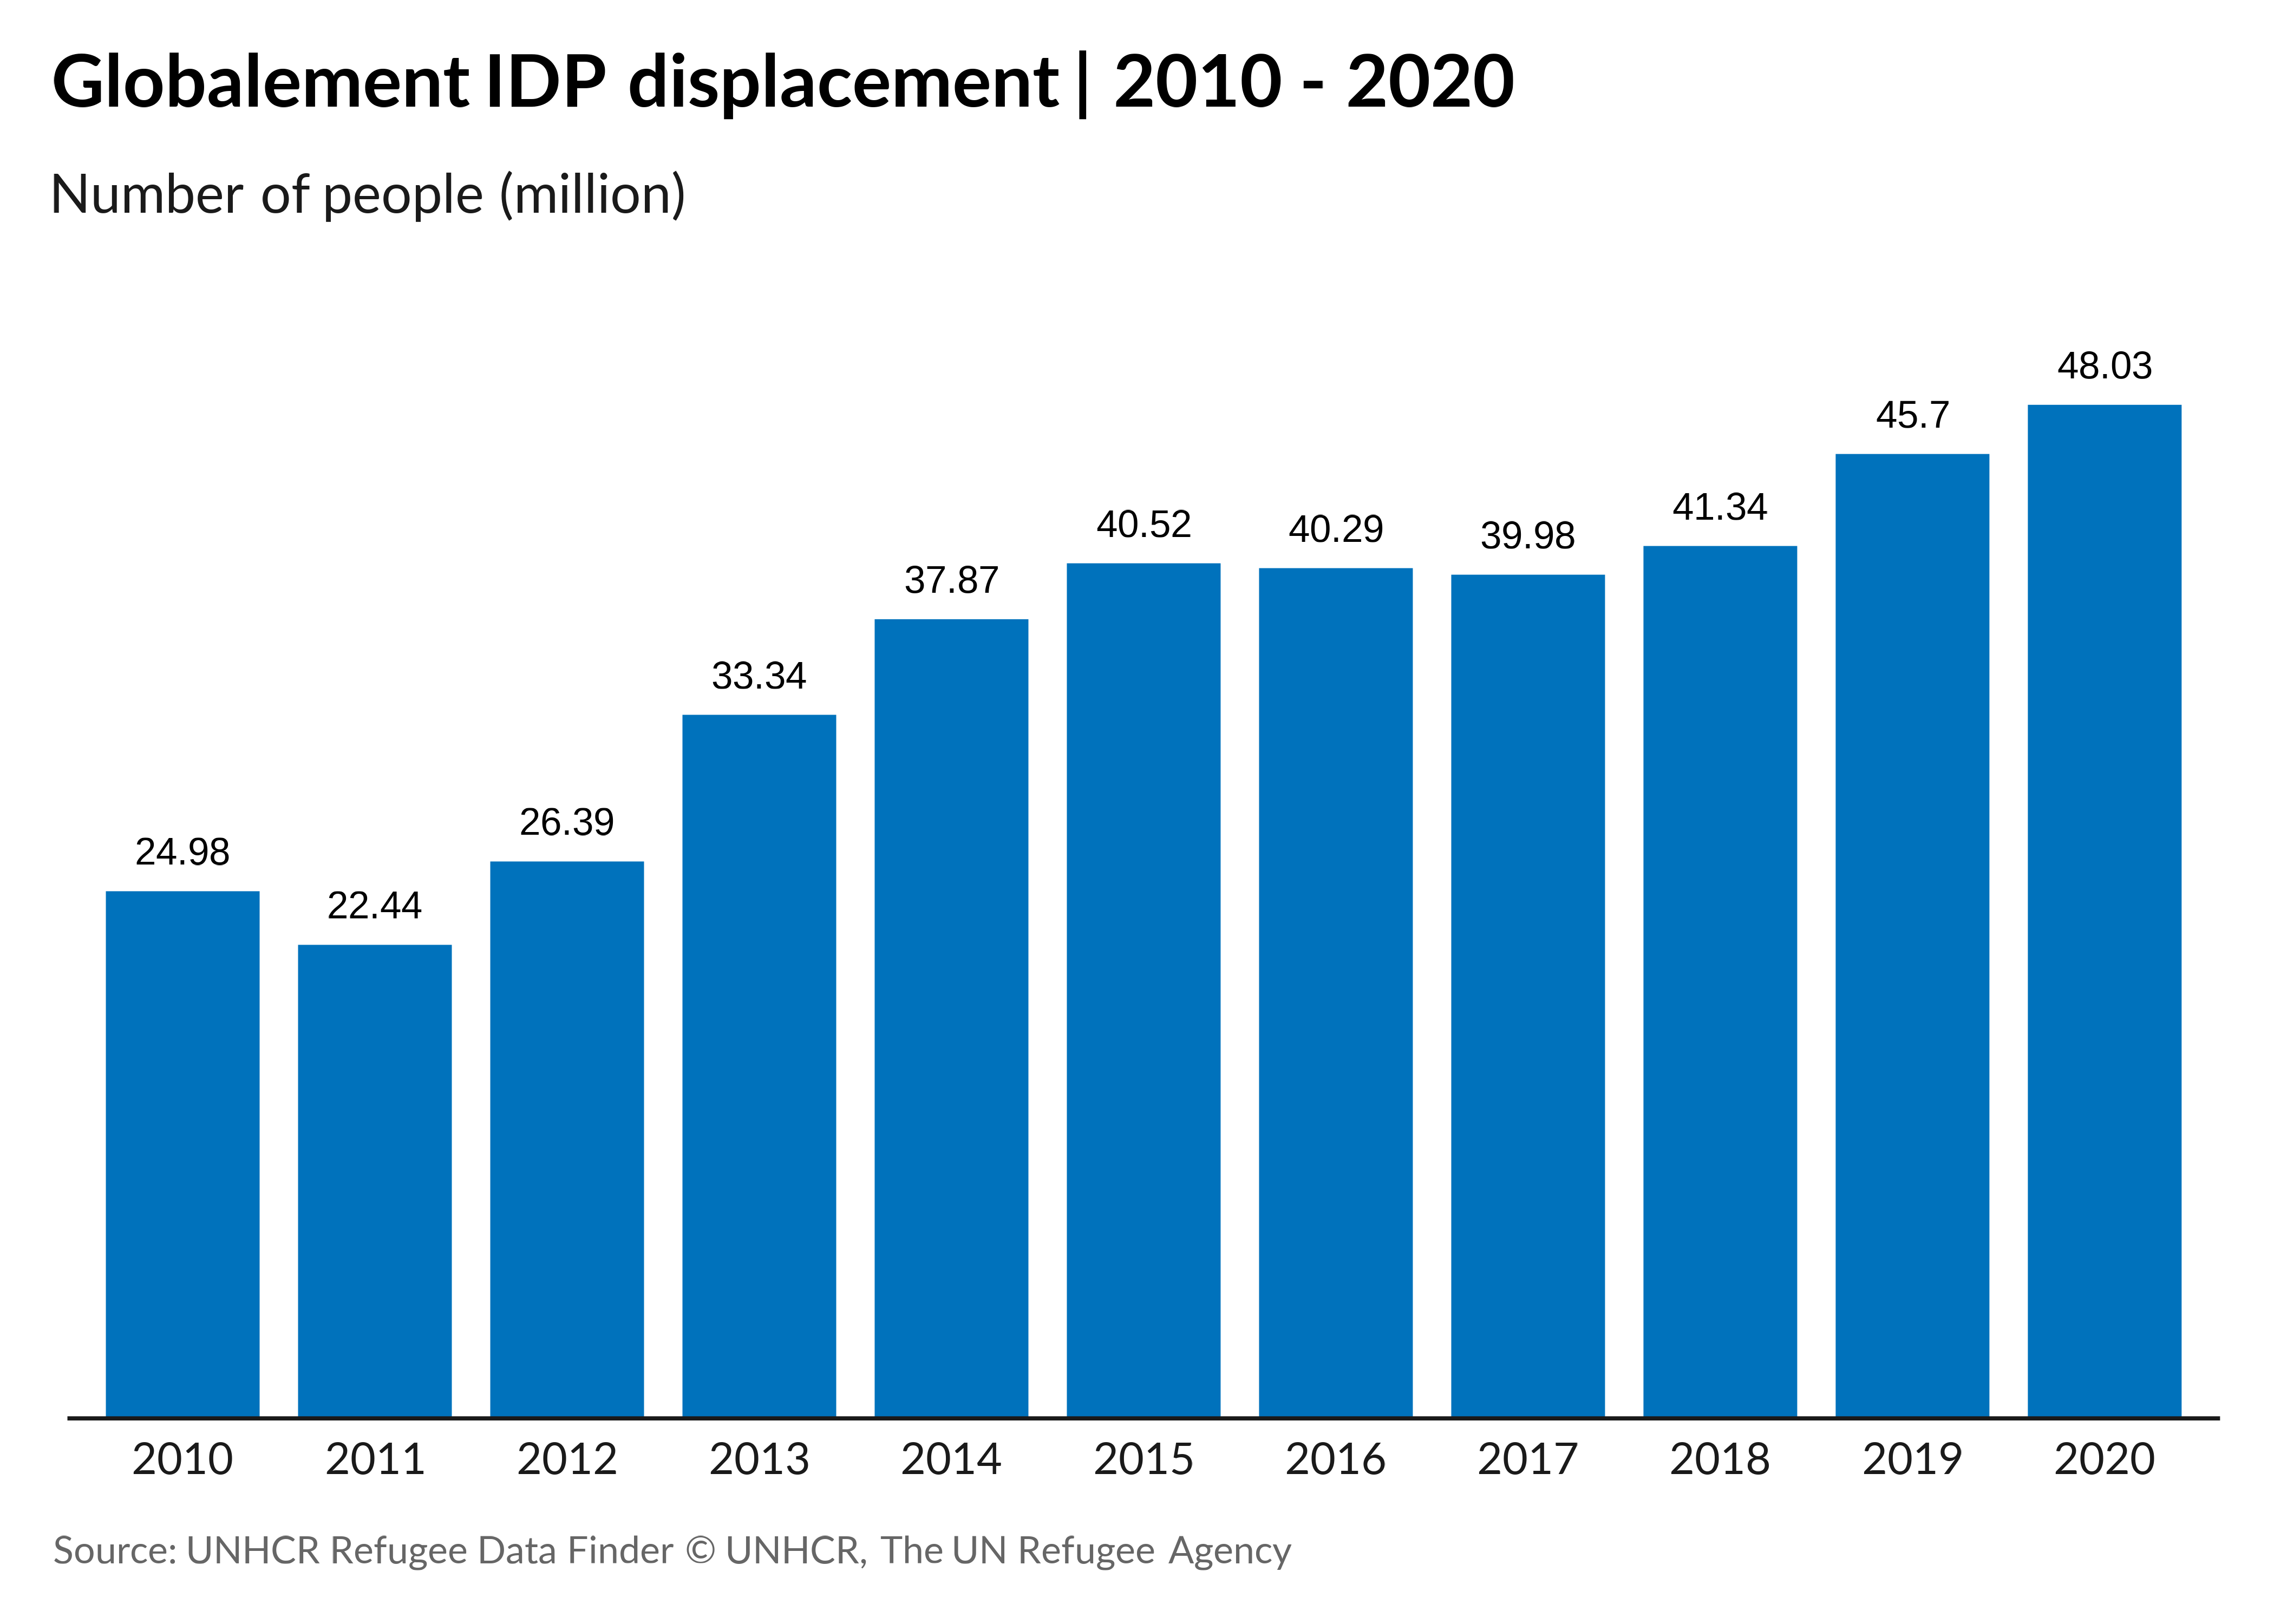 Globalement IDP displacement | 2010 - 2020
Number of people (million)
24.98
22.44
26.39
33.34
37.87
40.52
40.29
39.98
41.34
45.7
48.03
2010 2011 2012 2013 2014 2015 2016 2017 2018 2019 2020
Source: UNHCR Refugee Data Finder © UNHCR, The UN Refugee Agency